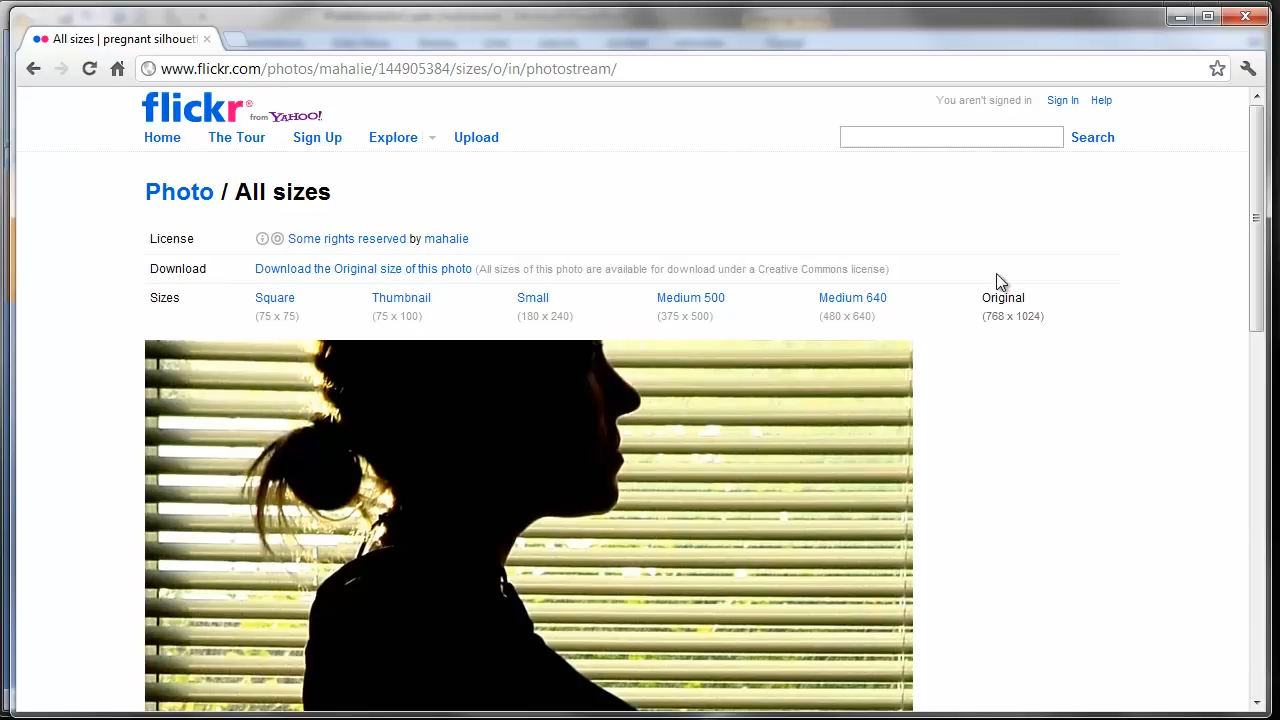 All sizes | pregnant silhouett
www.flickr.com/photos/mahalie/144905384/sizes/o/in/photostream/
flickr® from YAHOO!
You aren't signed in Sign In Help
Home The Tour Sign Up Explore Upload Search
Photo / All sizes
License Some rights reserved by mahalie
Download Download the Original size of this photo (All sizes of this photo are available for download under a Creative Commons license)
Sizes Square Thumbnail Small Medium 500 Medium 640 Original
(75 x 75) (75 x 100) (180 x 240) (375 x 500) (480 x 640) (768 x 1024)